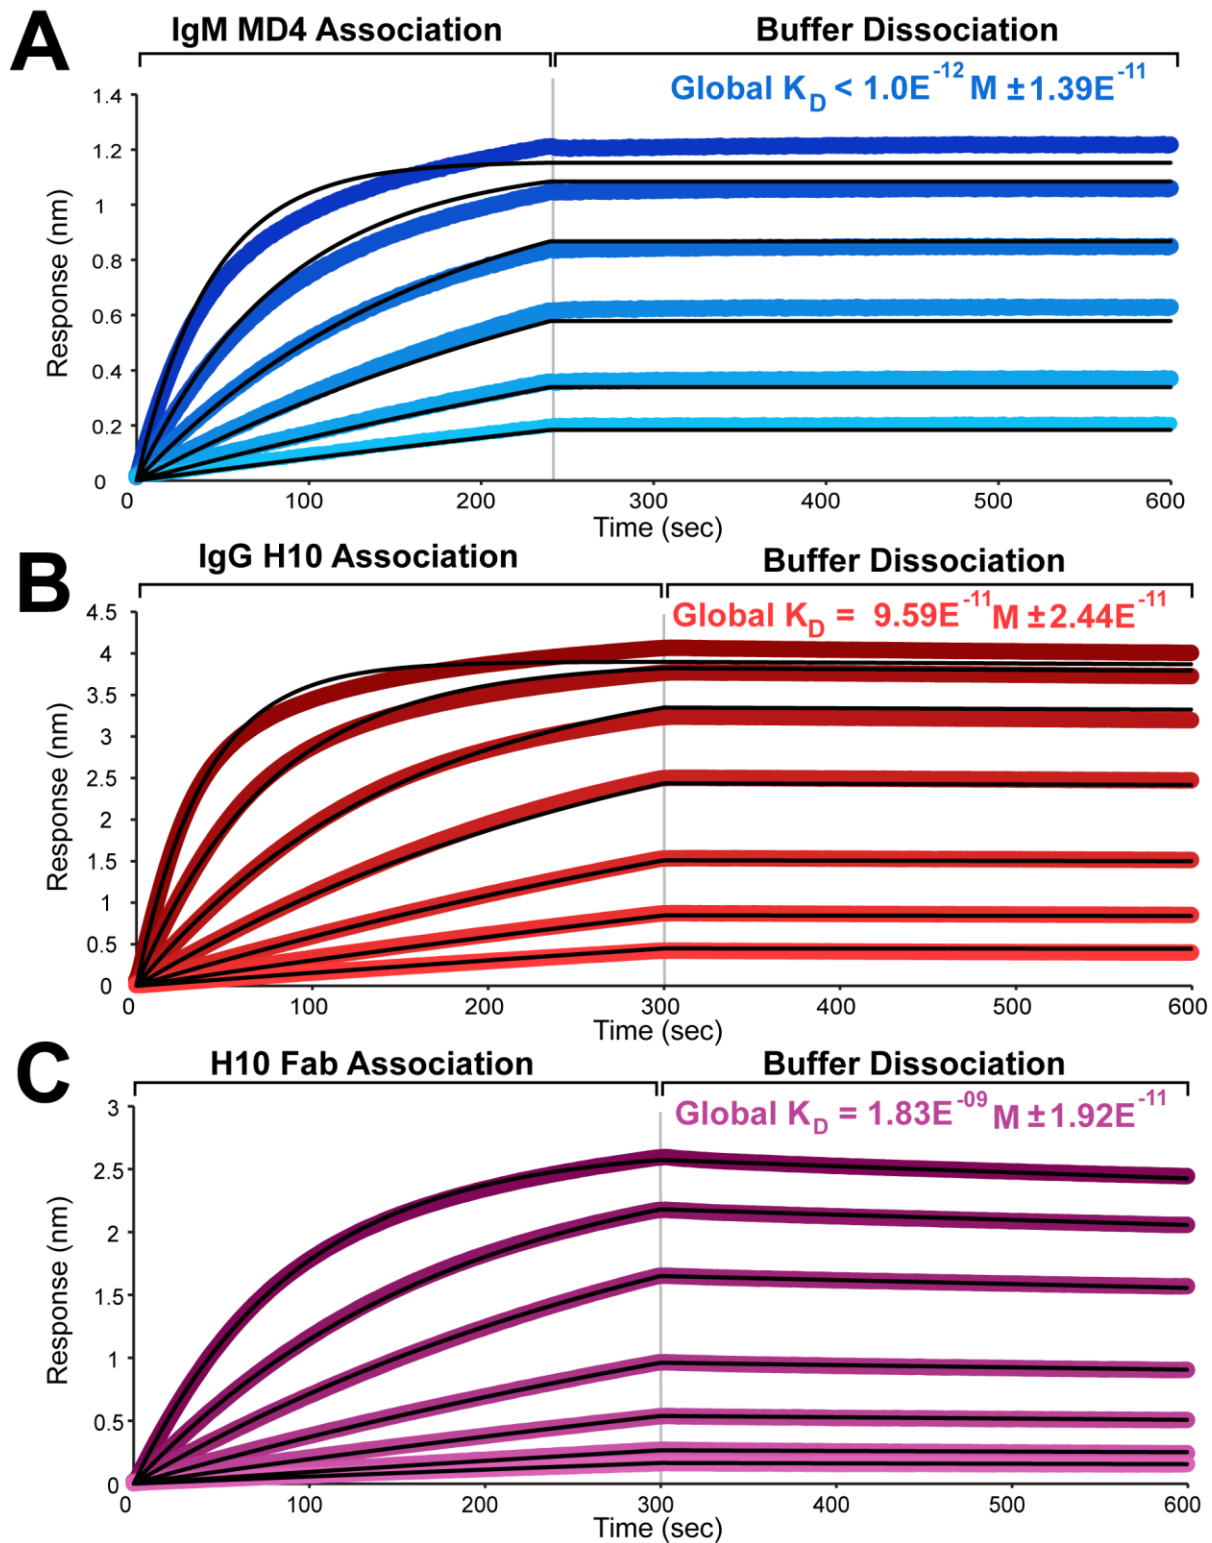 A
IgM MD4 Association
Buffer Dissociation
Global K_D < 1.0E^-12 M ± 1.39E^-11
1.4
1.2
1
0.8
0.6
0.4
0.2
0
Response (nm)
0 100 200 300 400 500 600
Time (sec)
B
IgG H10 Association
Buffer Dissociation
Global K_D = 9.59E^-11 M ± 2.44E^-11
4.5
4
3.5
3
2.5
2
1.5
1
0.5
0
Response (nm)
0 100 200 300 400 500 600
Time (sec)
C
H10 Fab Association
Buffer Dissociation
Global K_D = 1.83E^-09 M ± 1.92E^-11
3
2.5
2
1.5
1
0.5
0
Response (nm)
0 100 200 300 400 500 600
Time (sec)